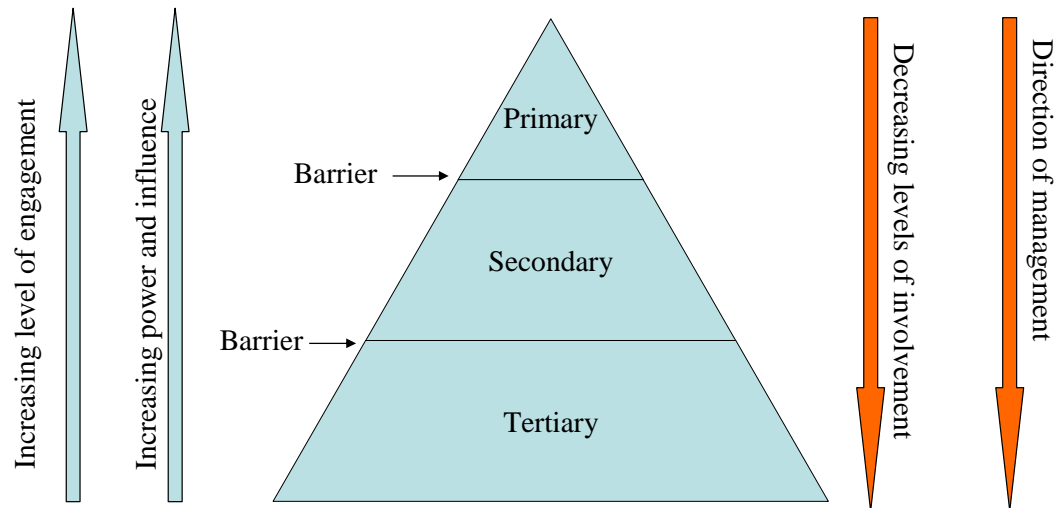 Increasing level of engagement
Increasing power and influence
Primary
Barrier
Secondary
Barrier
Tertiary
Decreasing levels of involvement
Direction of management